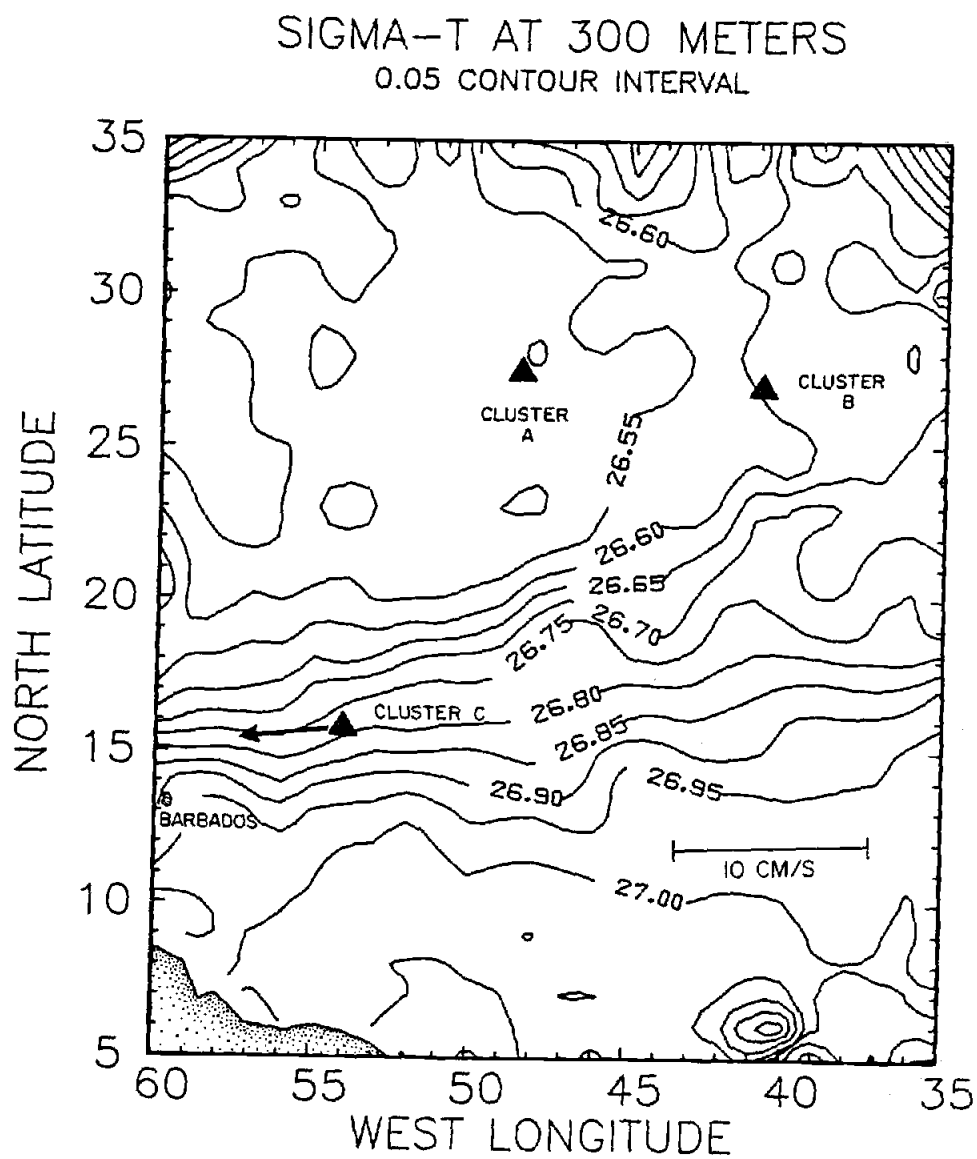 SIGMA-T AT 300 METERS
0.05 CONTOUR INTERVAL
35
30
25
20
15
10
5
NORTH LATITUDE
26.60
CLUSTER
A
CLUSTER
B
26.55
26.60
26.65
26.70
26.75
26.80
CLUSTER C
26.85
26.90
26.95
BARBADOS
10 CM/S
27.00
60
55
50
45
40
35
WEST LONGITUDE